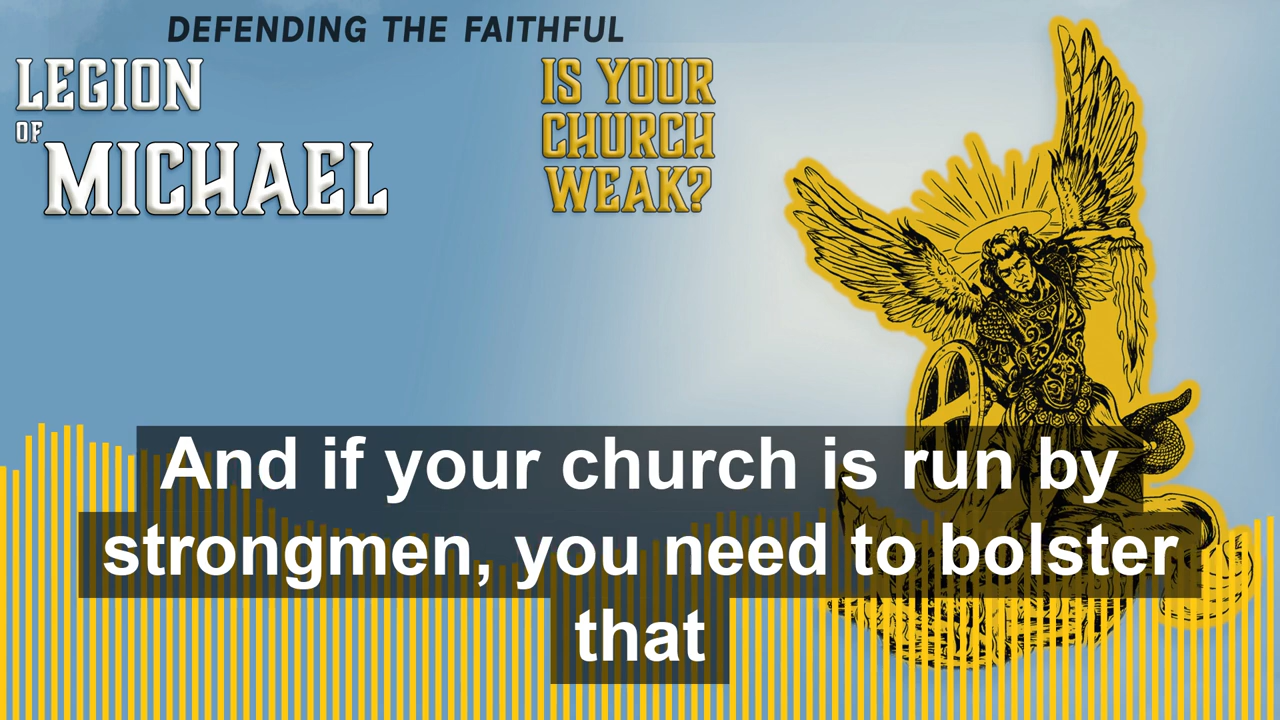 DEFENDING THE FAITHFUL
LEGION
OF
MICHAEL
IS YOUR
CHURCH
WEAK?
And if your church is run by
strongmen, you need to bolster
that